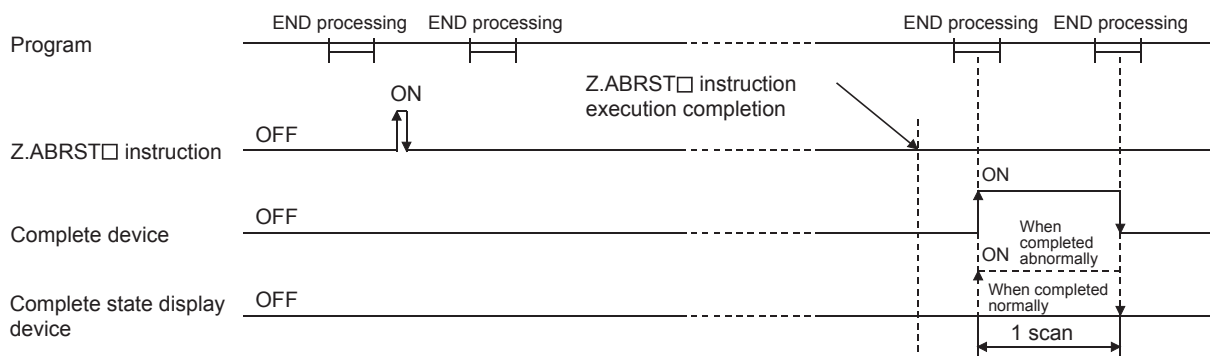 END processing END processing END processing END processing
Program
Z.ABRST□ instruction
execution completion
ON
OFF
Z.ABRST□ instruction
ON
OFF
Complete device
When
completed
abnormally
ON
OFF
When completed
normally
Complete state display
device
1 scan